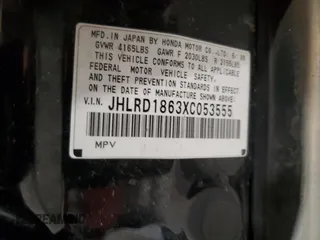 MFD. IN JAPAN BY HONDA MOTOR CO., LTD.
GVWR 4165LBS GAWR F 2030LBS R 2195LBS
THIS VEHICLE CONFORMS TO ALL APPLICABLE
FEDERAL MOTOR VEHICLE SAFETY,
AND THEFT PREVENTION STANDARDS IN EFFECT
ON THE DATE OF MANUFACTURE SHOWN ABOVE.
V.I.N. JHLRD1863XC053555
MPV